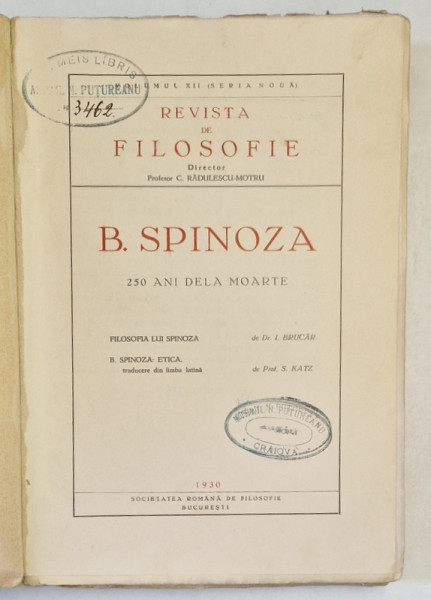 MEIS LIBRIS
M. PUȚUREANU
3462
VOLUMUL XII (SERIA NOUĂ)
REVISTA
DE
FILOSOFIE
Director
Profesor C. RĂDULESCU-MOTRU
B. SPINOZA
250 ANI DELA MOARTE
FILOSOFIA LUI SPINOZA de Dr. I. BRUCĂR
B. SPINOZA: ETICA, de Prof. S. KATZ
traducere din limba latină
M. PUTUREANU
CRAIOVA
1930
SOCIETATEA ROMÂNĂ DE FILOSOFIE
BUCUREȘTI